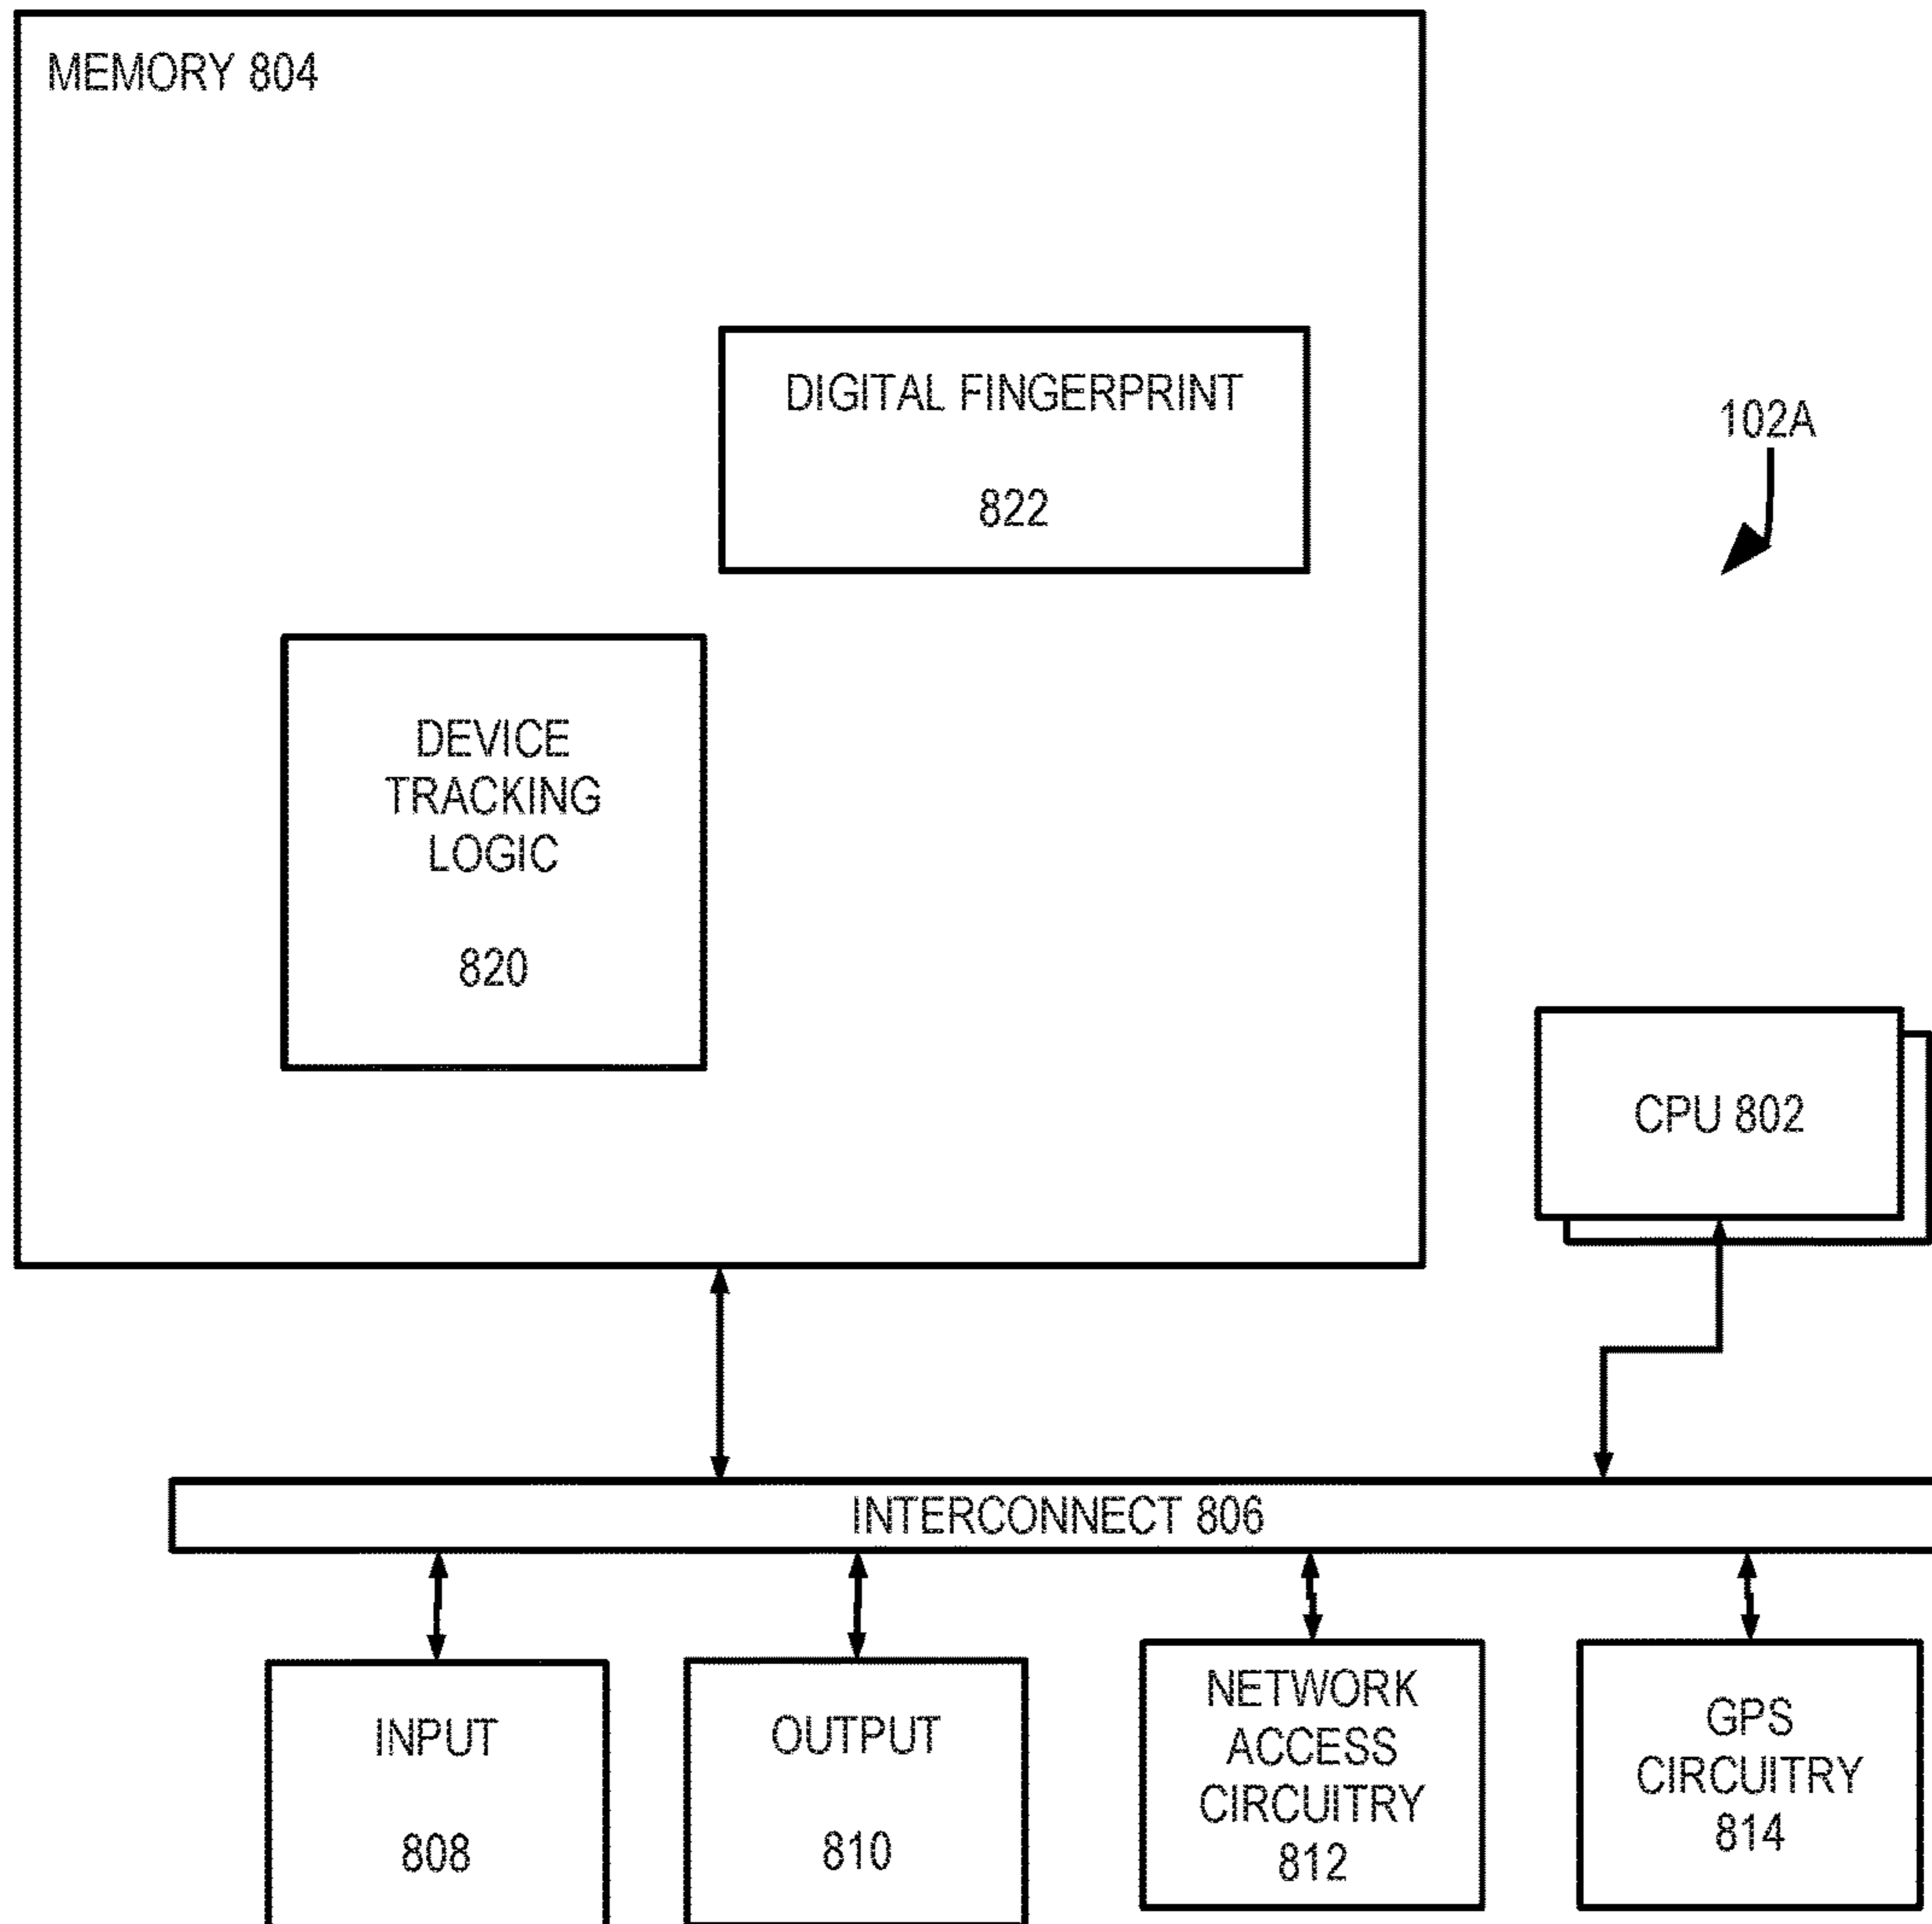 MEMORY 804
DIGITAL FINGERPRINT
822
102A
DEVICE
TRACKING
LOGIC
820
CPU 802
INTERCONNECT 806
INPUT
808
OUTPUT
810
NETWORK
ACCESS
CIRCUITRY
812
GPS
CIRCUITRY
814